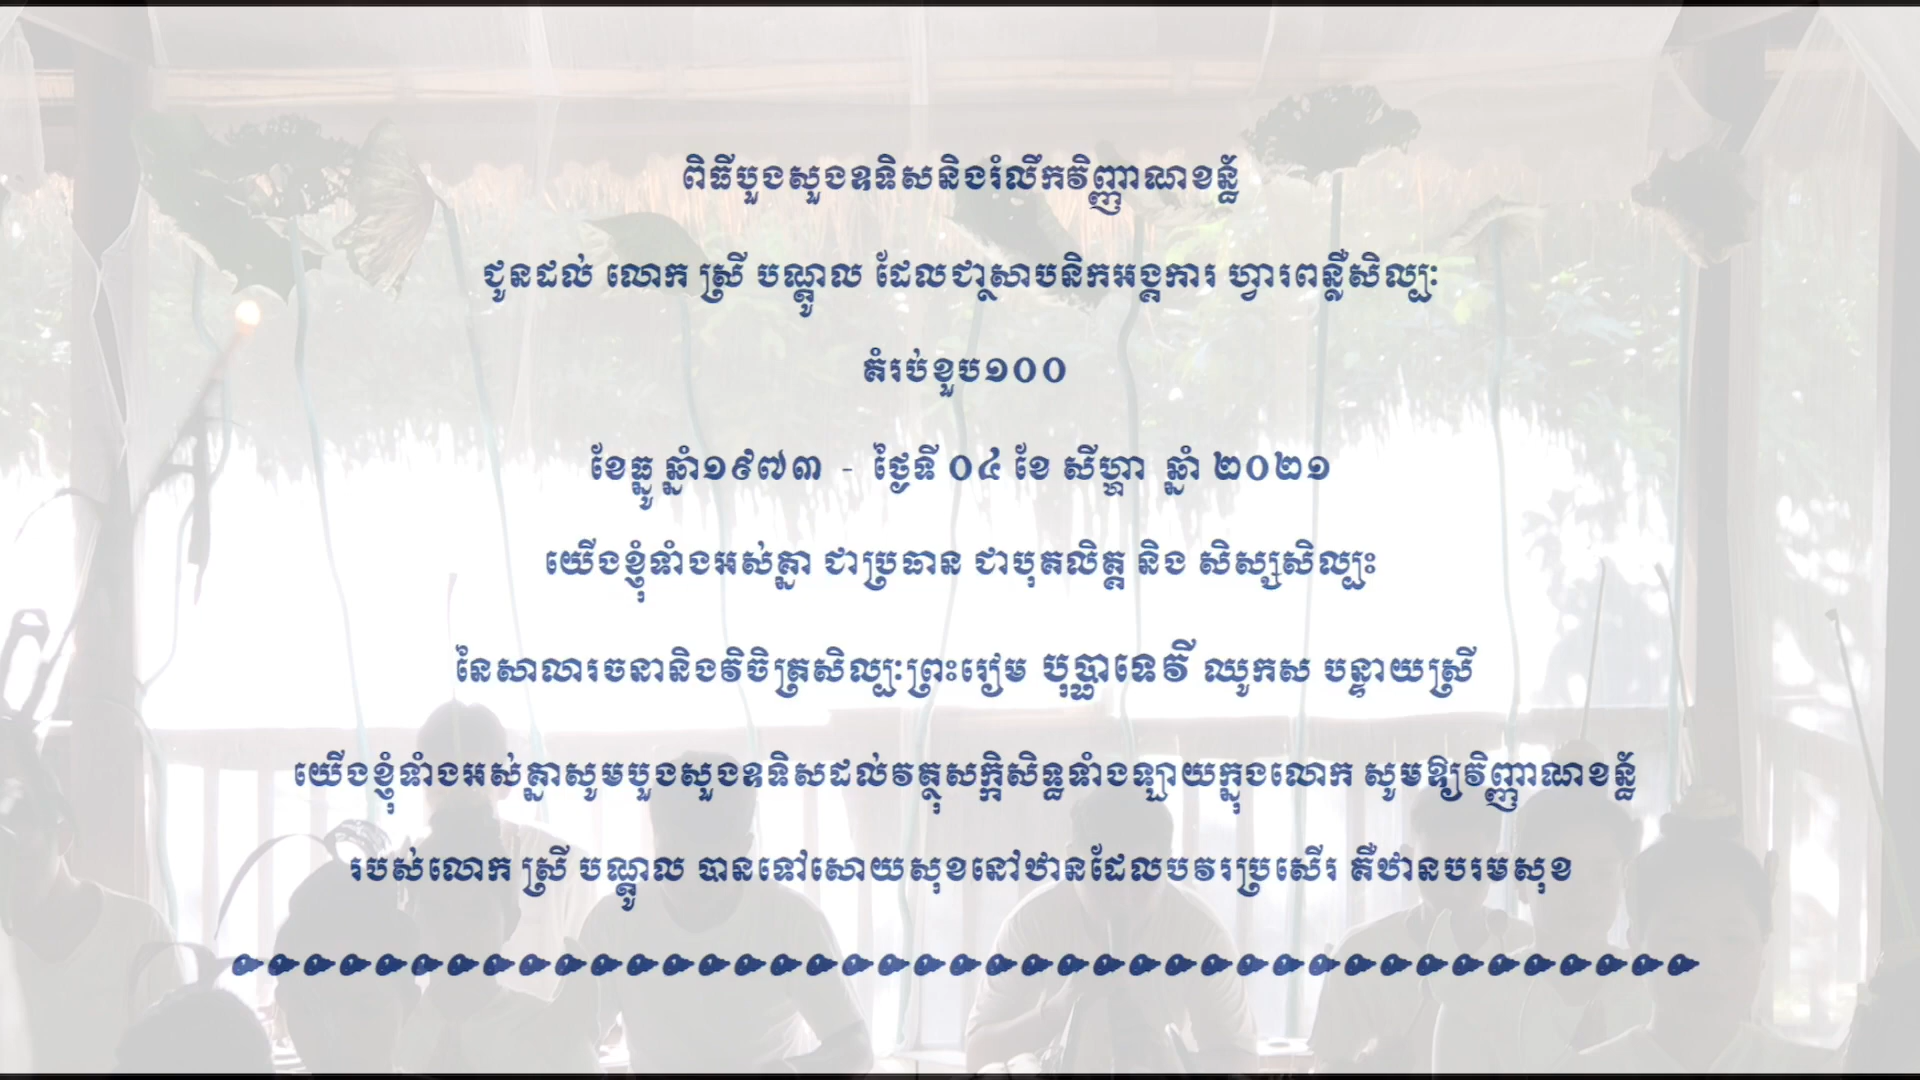 ពិធីបួងសួងឧទិសនិងរំលឹកវិញ្ញាណខន្ធ័
ជូនដល់ លោក ស្រី បណ្ដូល ដែលជាថ្សាបនិកអង្គការ ហ្វារពន្លឺសិល្បៈ
តំរប់ខួប១០០
ខែធ្នូ ឆ្នាំ១៩៧៣ - ថ្ងៃទី ០៤ ខែ សីហ្នា ឆ្នាំ ២០២១
យើងខ្ញុំទាំងអស់គ្នា ជាប្រធាន ជាបុគលិត្ត និង សិស្សសិល្បះ
នៃសាលារចនានិងវិចិត្រសិល្បៈព្រះរៀម បុប្ផាទេវី ឈូកស បន្ទាយស្រី
យើងខ្ញុំទាំងអស់គ្នាសូមបួងសួងឧទិសដល់វត្ថុសក្តិសិទ្ធទាំងឡាយក្នុងលោក សូមឱ្យវិញ្ញាណខន្ធ័
របស់លោក ស្រី បណ្ដូល បានទៅសោយសុខនៅឋានដែលបវរប្រសើរ គឺឋានបរមសុខ